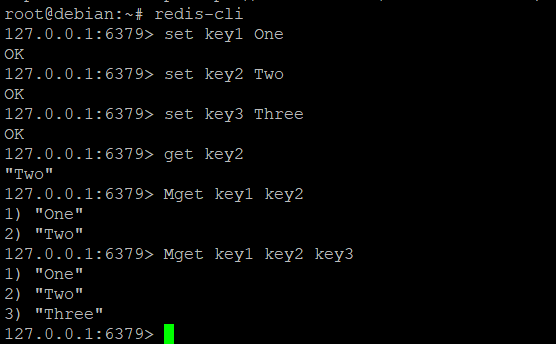 root@debian:~# redis-cli
127.0.0.1:6379> set key1 One
OK
127.0.0.1:6379> set key2 Two
OK
127.0.0.1:6379> set key3 Three
OK
127.0.0.1:6379> get key2
"Two"
127.0.0.1:6379> Mget key1 key2
1) "One"
2) "Two"
127.0.0.1:6379> Mget key1 key2 key3
1) "One"
2) "Two"
3) "Three"
127.0.0.1:6379>